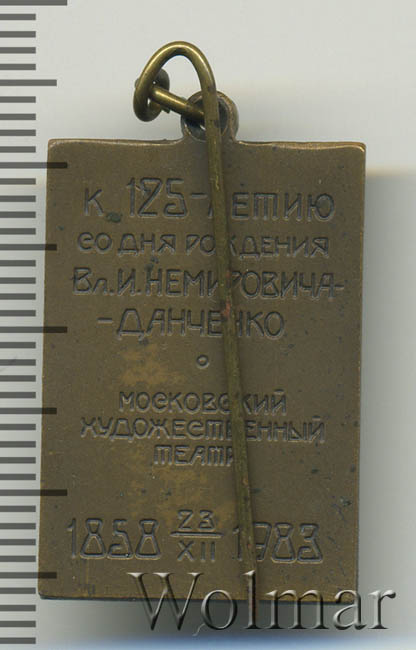 К 125-ЛЕТИЮ
СО ДНЯ РОЖДЕНИЯ
Вл.И.НЕМИРОВИЧА-
-ДАНЧЕНКО
МОСКОВСКИЙ
ХУДОЖЕСТВЕННЫЙ
ТЕАТР
1858 23/XII 1983
Wolmar